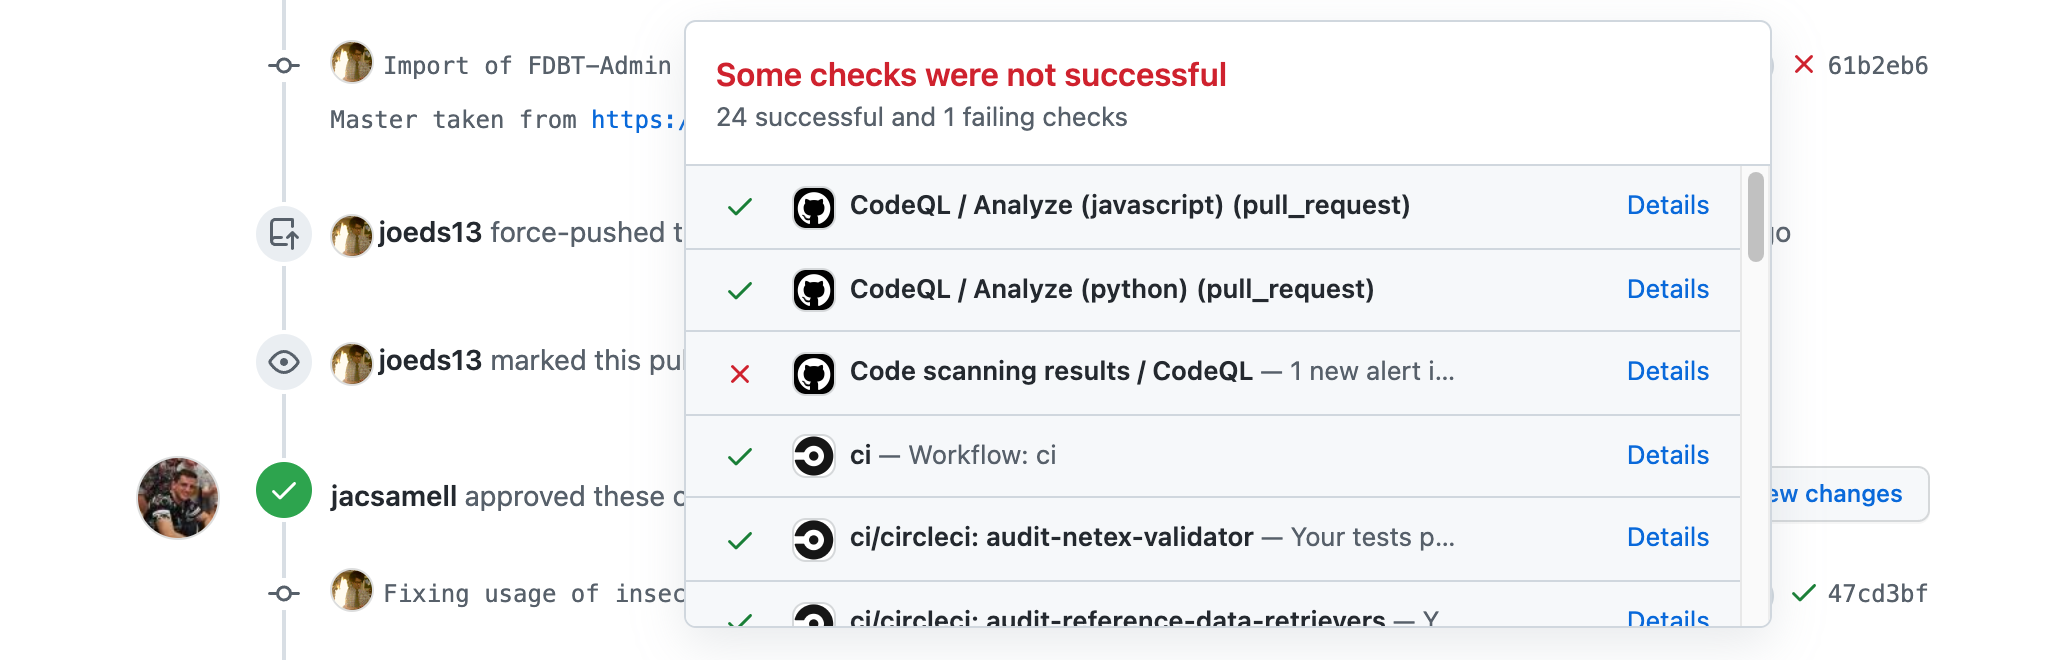 Import of FDBT-Admin
61b2eb6
Master taken from https:/
Some checks were not successful
24 successful and 1 failing checks
CodeQL / Analyze (javascript) (pull_request) Details
joeds13 force-pushed t
CodeQL / Analyze (python) (pull_request) Details
joeds13 marked this pul
Code scanning results / CodeQL — 1 new alert i... Details
ci — Workflow: ci Details
jacsamell approved these c
ew changes
ci/circleci: audit-netex-validator — Your tests p... Details
Fixing usage of insec
47cd3bf
ci/circleci: audit-reference-data-retrievers — Y Details